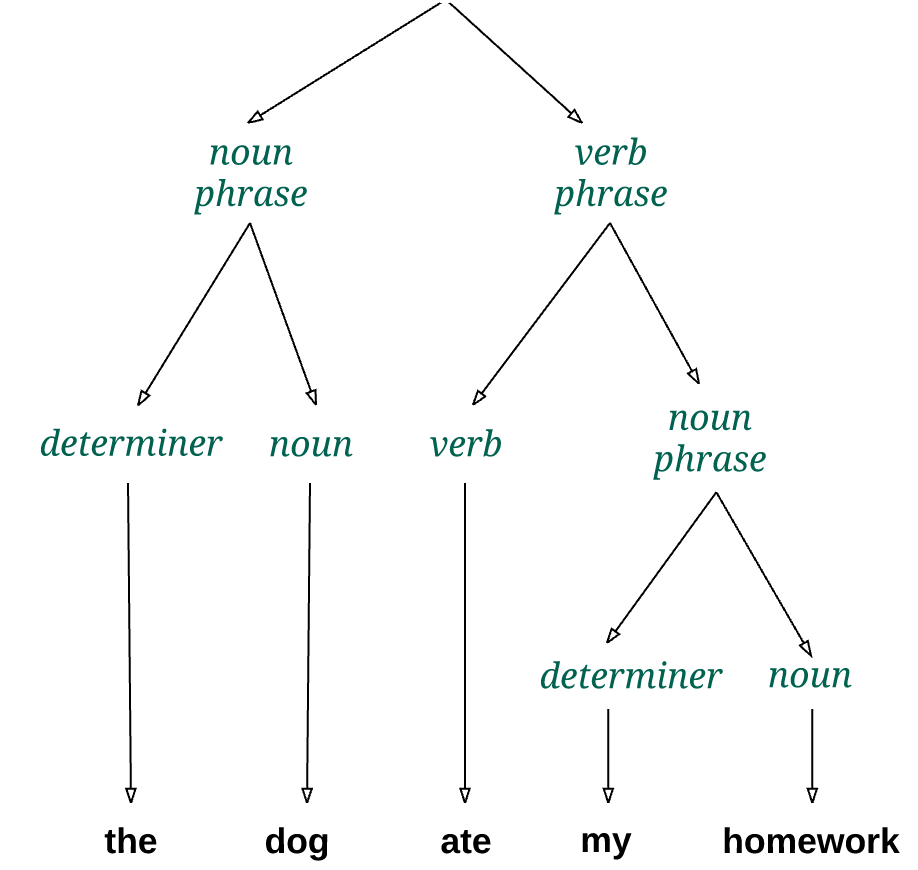 noun
phrase
verb
phrase
determiner
noun
verb
noun
phrase
determiner
noun
the dog ate my homework